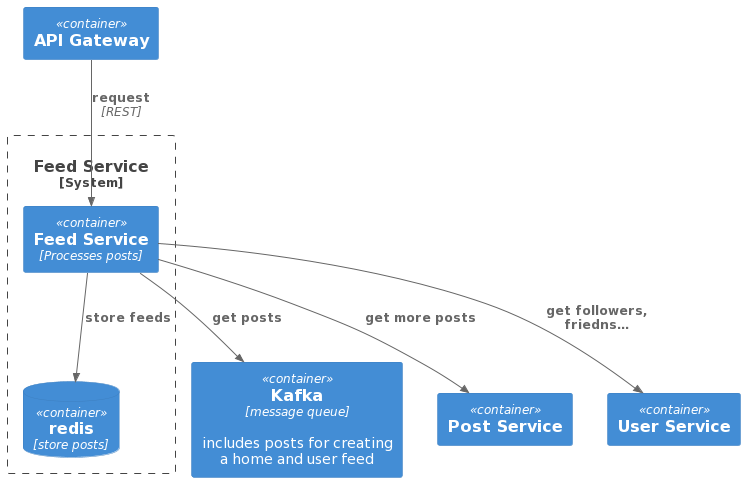 «container»
API Gateway
request
[REST]
Feed Service
[System]
«container»
Feed Service
[Processes posts]
store feeds
get posts
get more posts
get followers,
friedns...
«container»
redis
[store posts]
«container»
Kafka
[message queue]
includes posts for creating
a home and user feed
«container»
Post Service
«container»
User Service